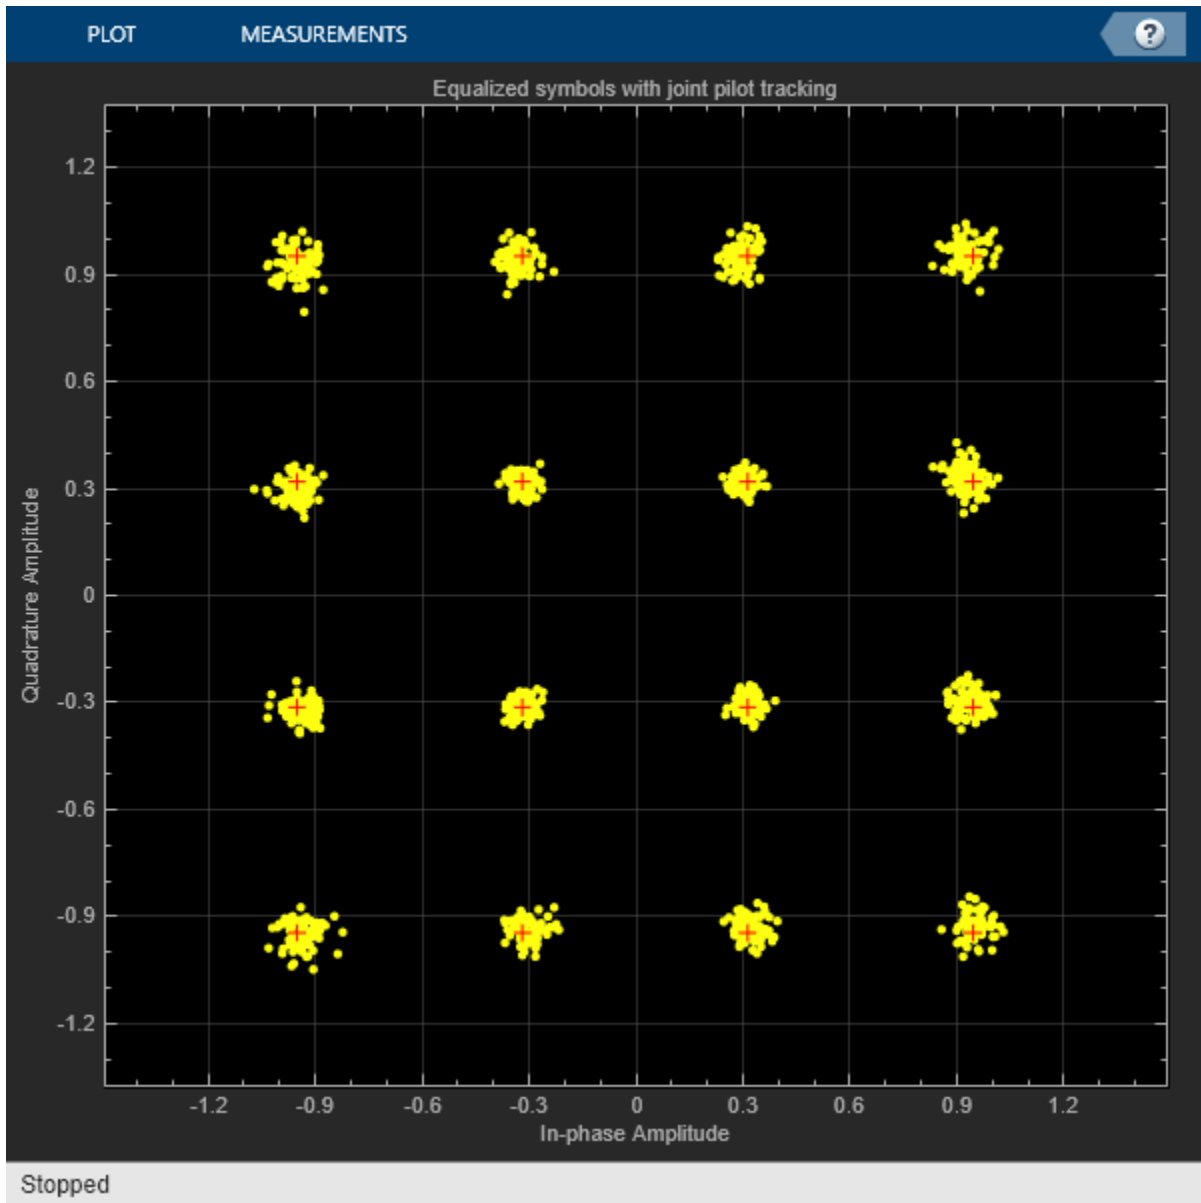 PLOT MEASUREMENTS ?
Equalized symbols with joint pilot tracking
1.2
0.9
0.6
0.3
0
-0.3
-0.6
-0.9
-1.2
Quadrature Amplitude
-1.2 -0.9 -0.6 -0.3 0 0.3 0.6 0.9 1.2
In-phase Amplitude
Stopped